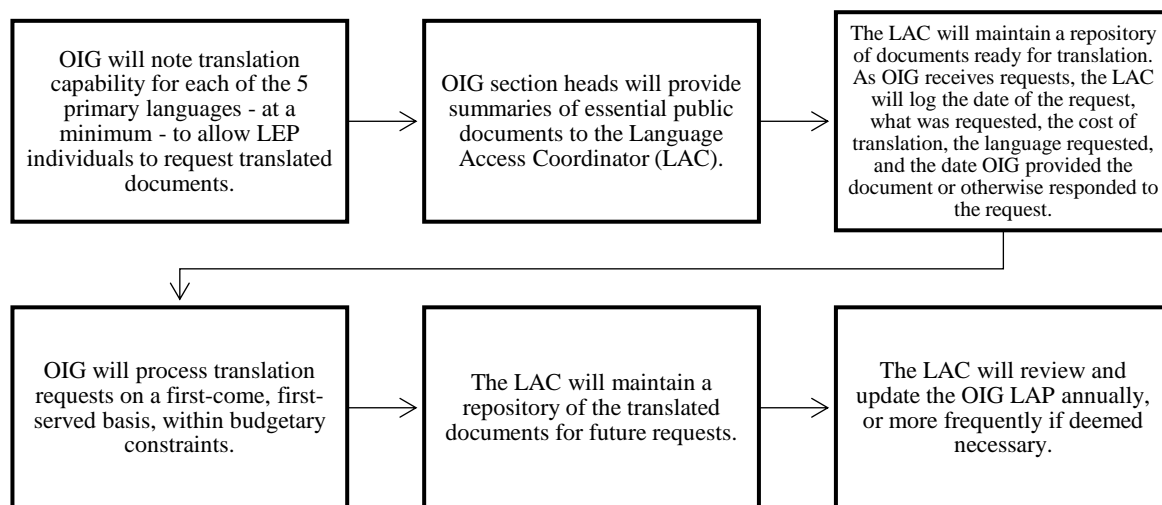 OIG will note translation
capability for each of the 5
primary languages - at a
minimum - to allow LEP
individuals to request translated
documents.
OIG section heads will provide
summaries of essential public
documents to the Language
Access Coordinator (LAC).
The LAC will maintain a repository
of documents ready for translation.
As OIG receives requests, the LAC
will log the date of the request,
what was requested, the cost of
translation, the language requested,
and the date OIG provided the
document or otherwise responded to
the request.
OIG will process translation
requests on a first-come, first-
served basis, within budgetary
constraints.
The LAC will maintain a
repository of the translated
documents for future requests.
The LAC will review and
update the OIG LAP annually,
or more frequently if deemed
necessary.